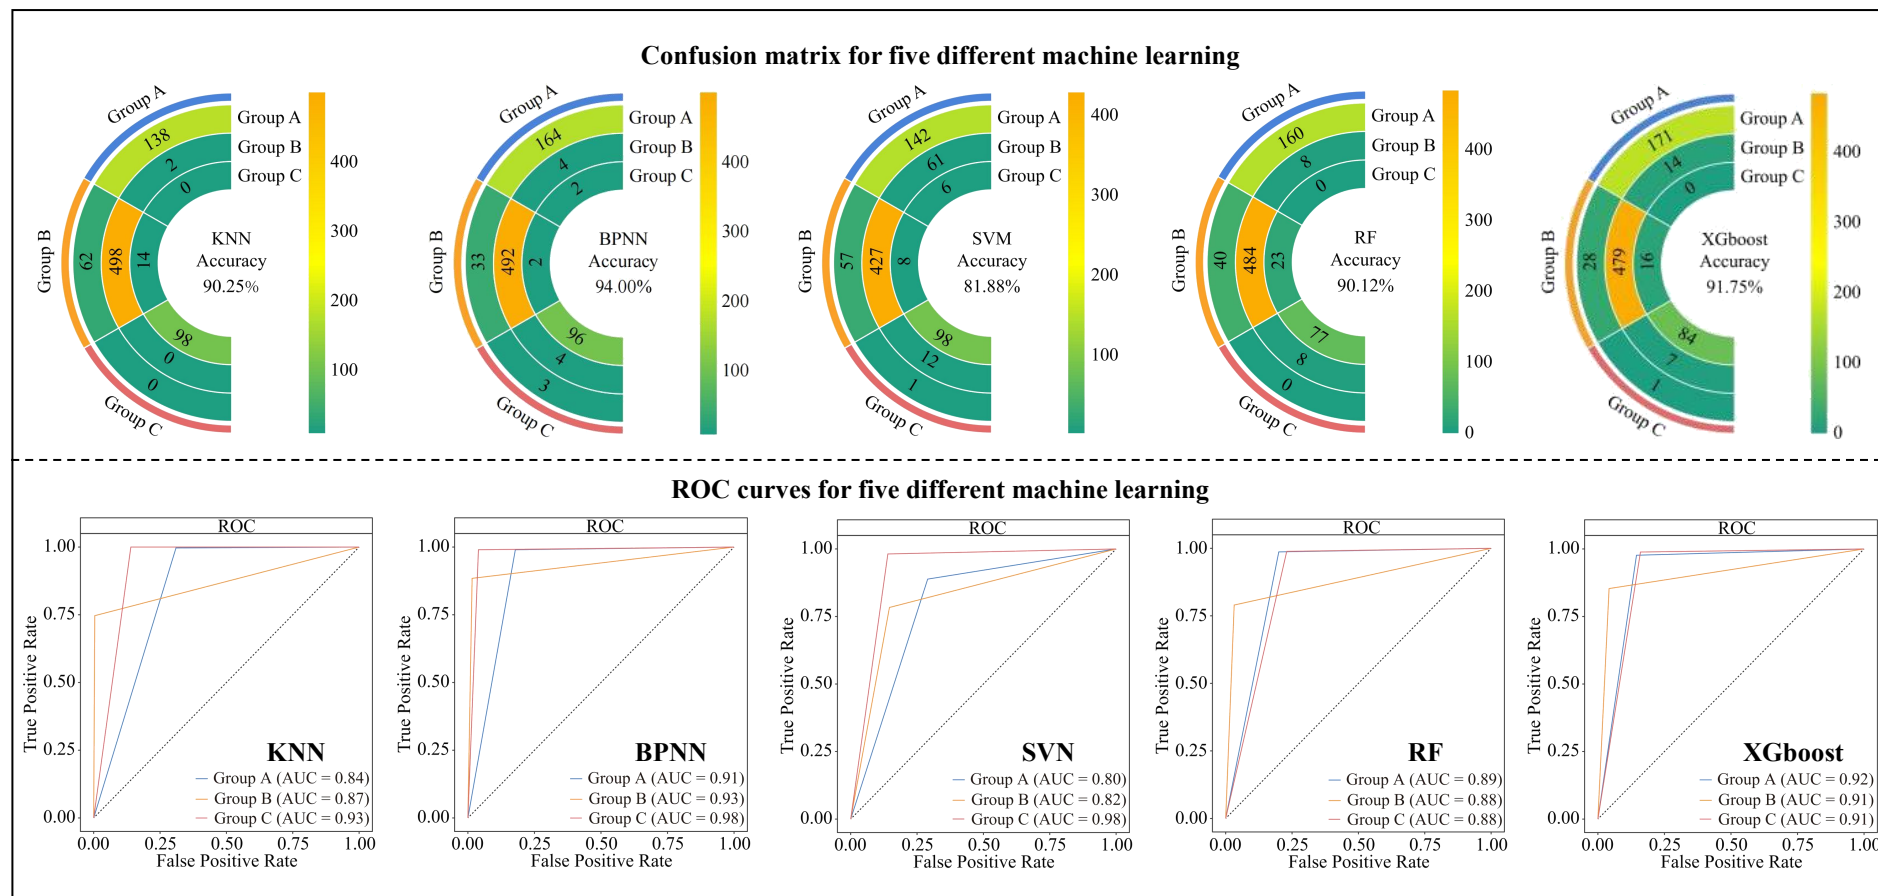 Confusion matrix for five different machine learning
Group A
Group B
Group C
Group A
Group B
Group C
138
2
0
62
498
14
98
0
0
KNN
Accuracy
90.25%
400
300
200
100
Group A
Group B
Group C
164
4
2
33
492
2
96
4
3
BPNN
Accuracy
94.00%
400
300
200
100
Group A
Group B
Group C
Group A
Group B
Group C
142
61
6
57
427
8
98
12
1
SVM
Accuracy
81.88%
400
300
200
100
Group A
Group B
Group C
160
8
0
40
484
23
77
8
0
Group A
Group B
Group C
RF
Accuracy
90.12%
400
300
200
100
0
Group A
Group B
Group C
Group A
Group B
Group C
171
14
0
28
479
16
84
7
1
XGboost
Accuracy
91.75%
400
300
200
100
0
ROC curves for five different machine learning
ROC
True Positive Rate
1.00
0.75
0.50
0.25
0.00
KNN
Group A (AUC = 0.84)
Group B (AUC = 0.87)
Group C (AUC = 0.93)
0.00 0.25 0.50 0.75 1.00
False Positive Rate
ROC
True Positive Rate
1.00
0.75
0.50
0.25
0.00
BPNN
Group A (AUC = 0.91)
Group B (AUC = 0.93)
Group C (AUC = 0.98)
0.00 0.25 0.50 0.75 1.00
False Positive Rate
ROC
True Positive Rate
1.00
0.75
0.50
0.25
0.00
SVN
Group A (AUC = 0.80)
Group B (AUC = 0.82)
Group C (AUC = 0.98)
0.00 0.25 0.50 0.75 1.00
False Positive Rate
ROC
True Positive Rate
1.00
0.75
0.50
0.25
0.00
RF
Group A (AUC = 0.89)
Group B (AUC = 0.88)
Group C (AUC = 0.88)
0.00 0.25 0.50 0.75 1.00
False Positive Rate
ROC
True Positive Rate
1.00
0.75
0.50
0.25
0.00
XGboost
Group A (AUC = 0.92)
Group B (AUC = 0.91)
Group C (AUC = 0.91)
0.00 0.25 0.50 0.75 1.00
False Positive Rate